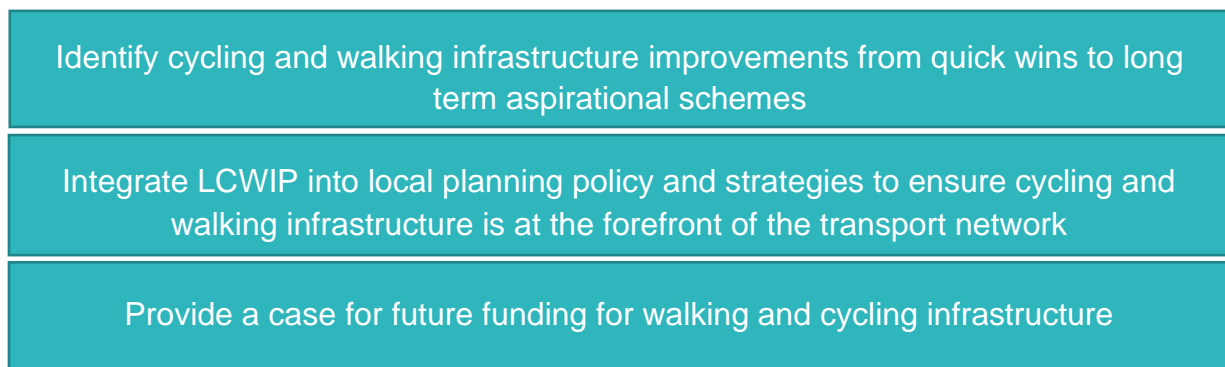 Identify cycling and walking infrastructure improvements from quick wins to long
term aspirational schemes
Integrate LCWIP into local planning policy and strategies to ensure cycling and
walking infrastructure is at the forefront of the transport network
Provide a case for future funding for walking and cycling infrastructure